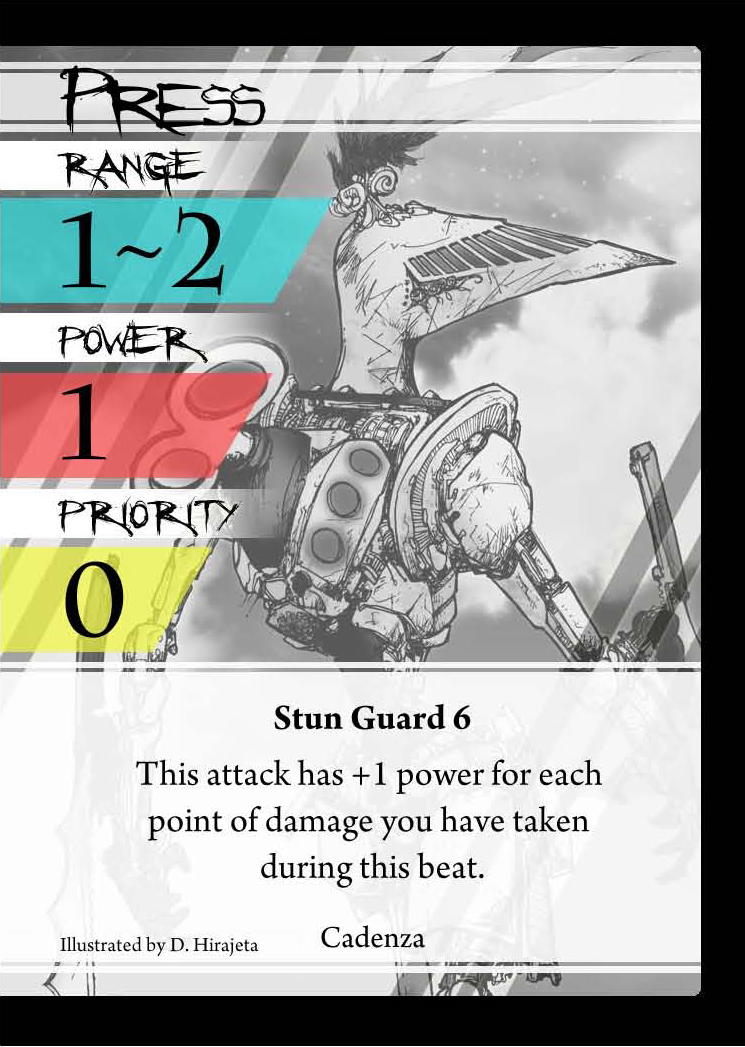 PRESS
RANGE
1~2
POWER
1
PRIORITY
0
Stun Guard 6
This attack has +1 power for each
point of damage you have taken
during this beat.
Illustrated by D. Hirajeta
Cadenza